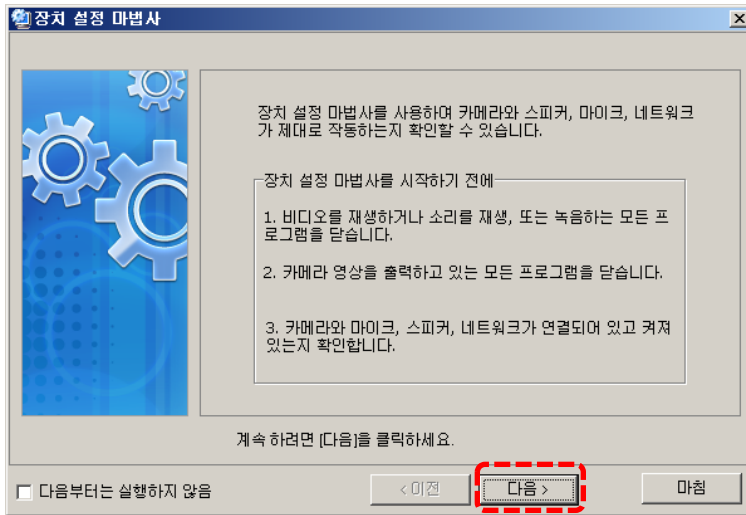 장치 설정 마법사
장치 설정 마법사를 사용하여 카메라와 스피커, 마이크, 네트워크
가 제대로 작동하는지 확인할 수 있습니다.
장치 설정 마법사를 시작하기 전에
1. 비디오를 재생하거나 소리를 재생, 또는 녹음하는 모든 프
로그램을 닫습니다.
2. 카메라 영상을 출력하고 있는 모든 프로그램을 닫습니다.
3. 카메라와 마이크, 스피커, 네트워크가 연결되어 있고 켜져
있는지 확인합니다.
계속 하려면 [다음]을 클릭하세요.
다음부터는 실행하지 않음
< 이전
다음 >
마침